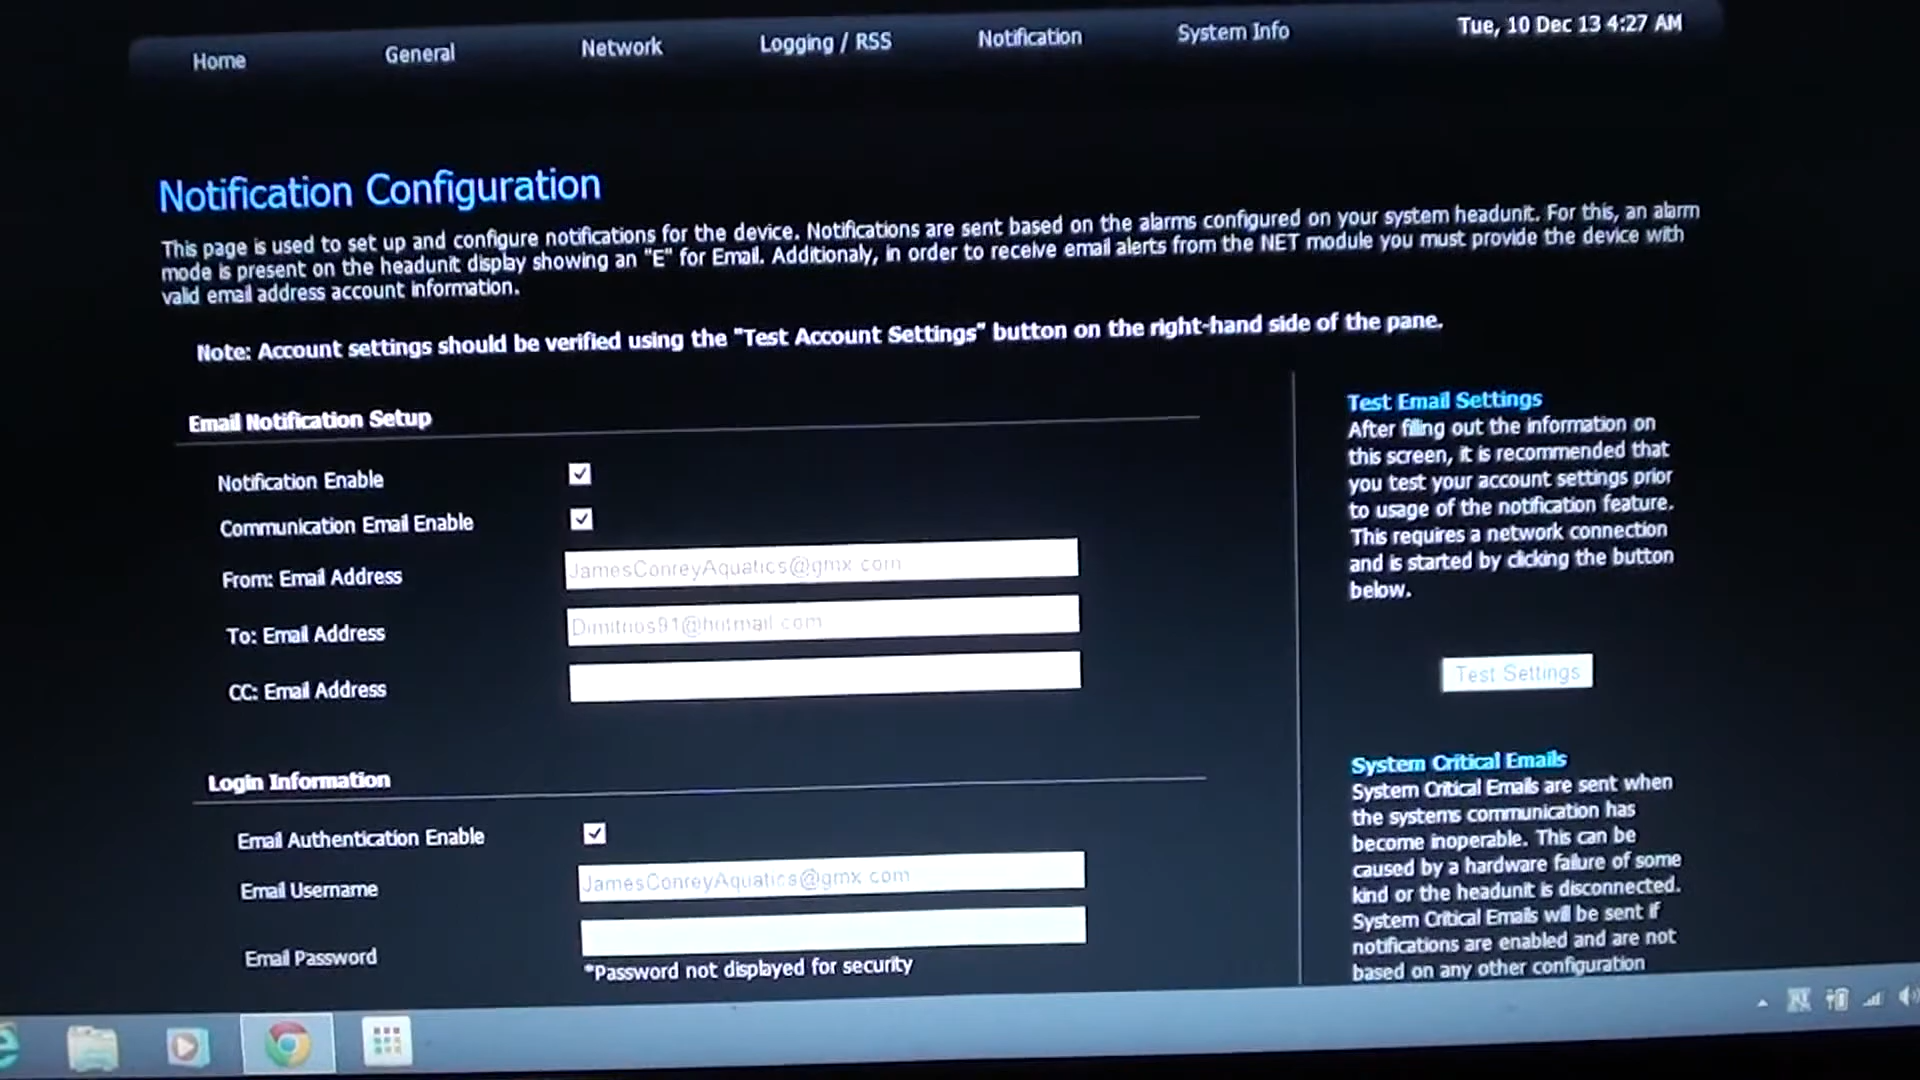 Home General Network Logging / RSS Notification System Info Tue, 10 Dec 13 4:27 AM
Notification Configuration
This page is used to set up and configure notifications for the device. Notifications are sent based on the alarms configured on your system headunit. For this, an alarm
mode is present on the headunit display showing an "E" for Email. Additionaly, in order to receive email alerts from the NET module you must provide the device with
valid email address account information.
Note: Account settings should be verified using the "Test Account Settings" button on the right-hand side of the pane.
Email Notification Setup
Notification Enable
Communication Email Enable
From: Email Address JamesConreyAquatics@gmx.com
To: Email Address Dimitrios91@hotmail.com
CC: Email Address
Login Information
Email Authentication Enable
Email Username JamesConreyAquatics@gmx.com
Email Password
*Password not displayed for security
Test Email Settings
After filling out the information on
this screen, it is recommended that
you test your account settings prior
to usage of the notification feature.
This requires a network connection
and is started by clicking the button
below.
Test Settings
System Critical Emails
System Critical Emails are sent when
the systems communication has
become inoperable. This can be
caused by a hardware failure of some
kind or the headunit is disconnected.
System Critical Emails will be sent if
notifications are enabled and are not
based on any other configuration